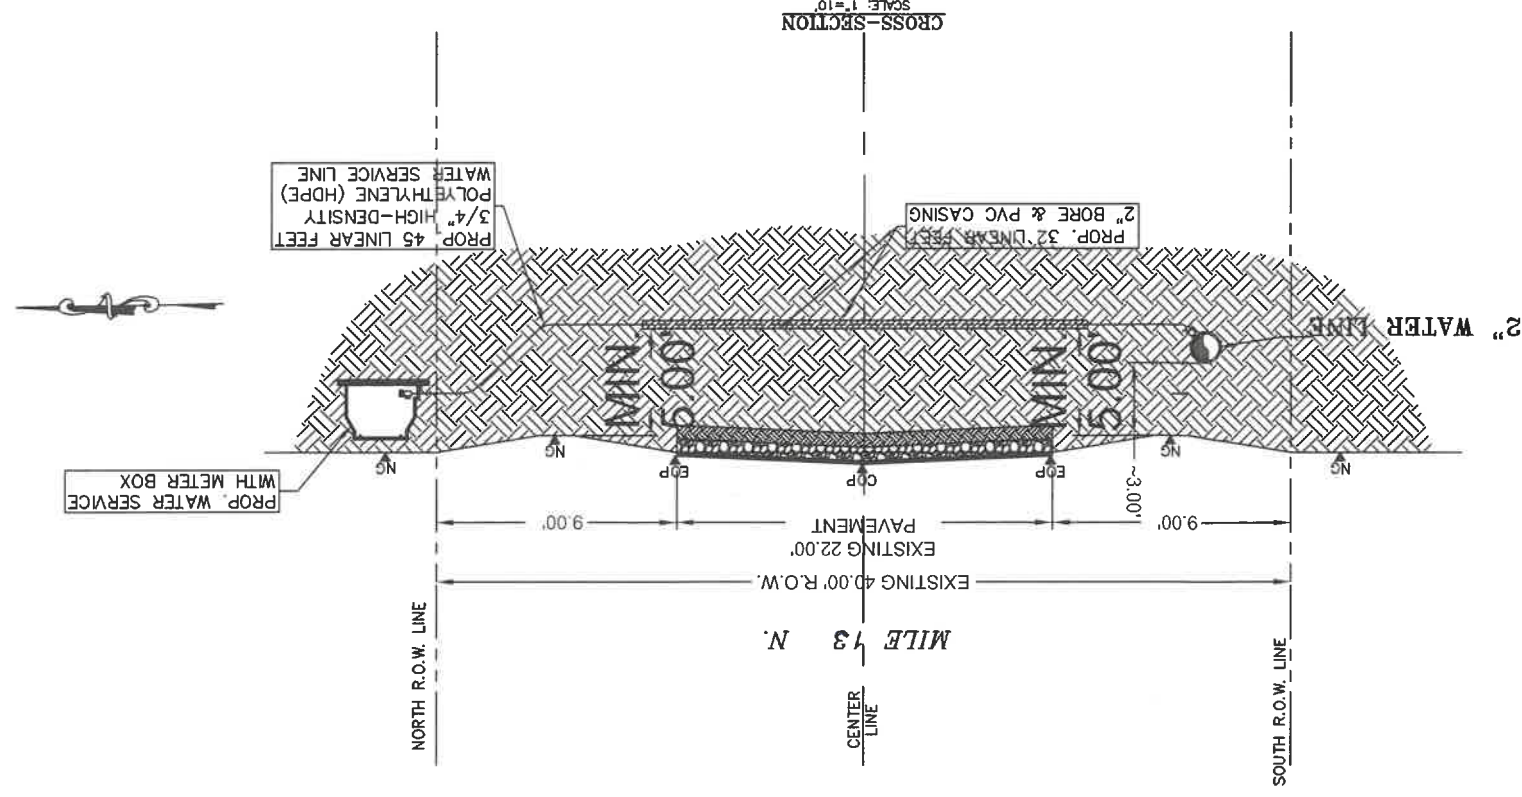 SOUTH R.O.W. LINE
CENTER
LINE
NORTH R.O.W. LINE
MILE 13 N.
EXISTING 40.00' R.O.W.
EXISTING 22.00'
PAVEMENT
9.00'
9.00'
~3.00'
PROP. WATER SERVICE
WITH METER BOX
NG
NG
EOP
COP
EOP
NG
NG
5.00'
MIN.
5.00'
MIN.
2" WATER LINE
PROP. 32 LINEAR FEET
2" BORE & PVC CASING
PROP 45 LINEAR FEET
3/4" HIGH-DENSITY
POLYETHYLENE (HDPE)
WATER SERVICE LINE
CROSS-SECTION
SCALE: 1"=10'